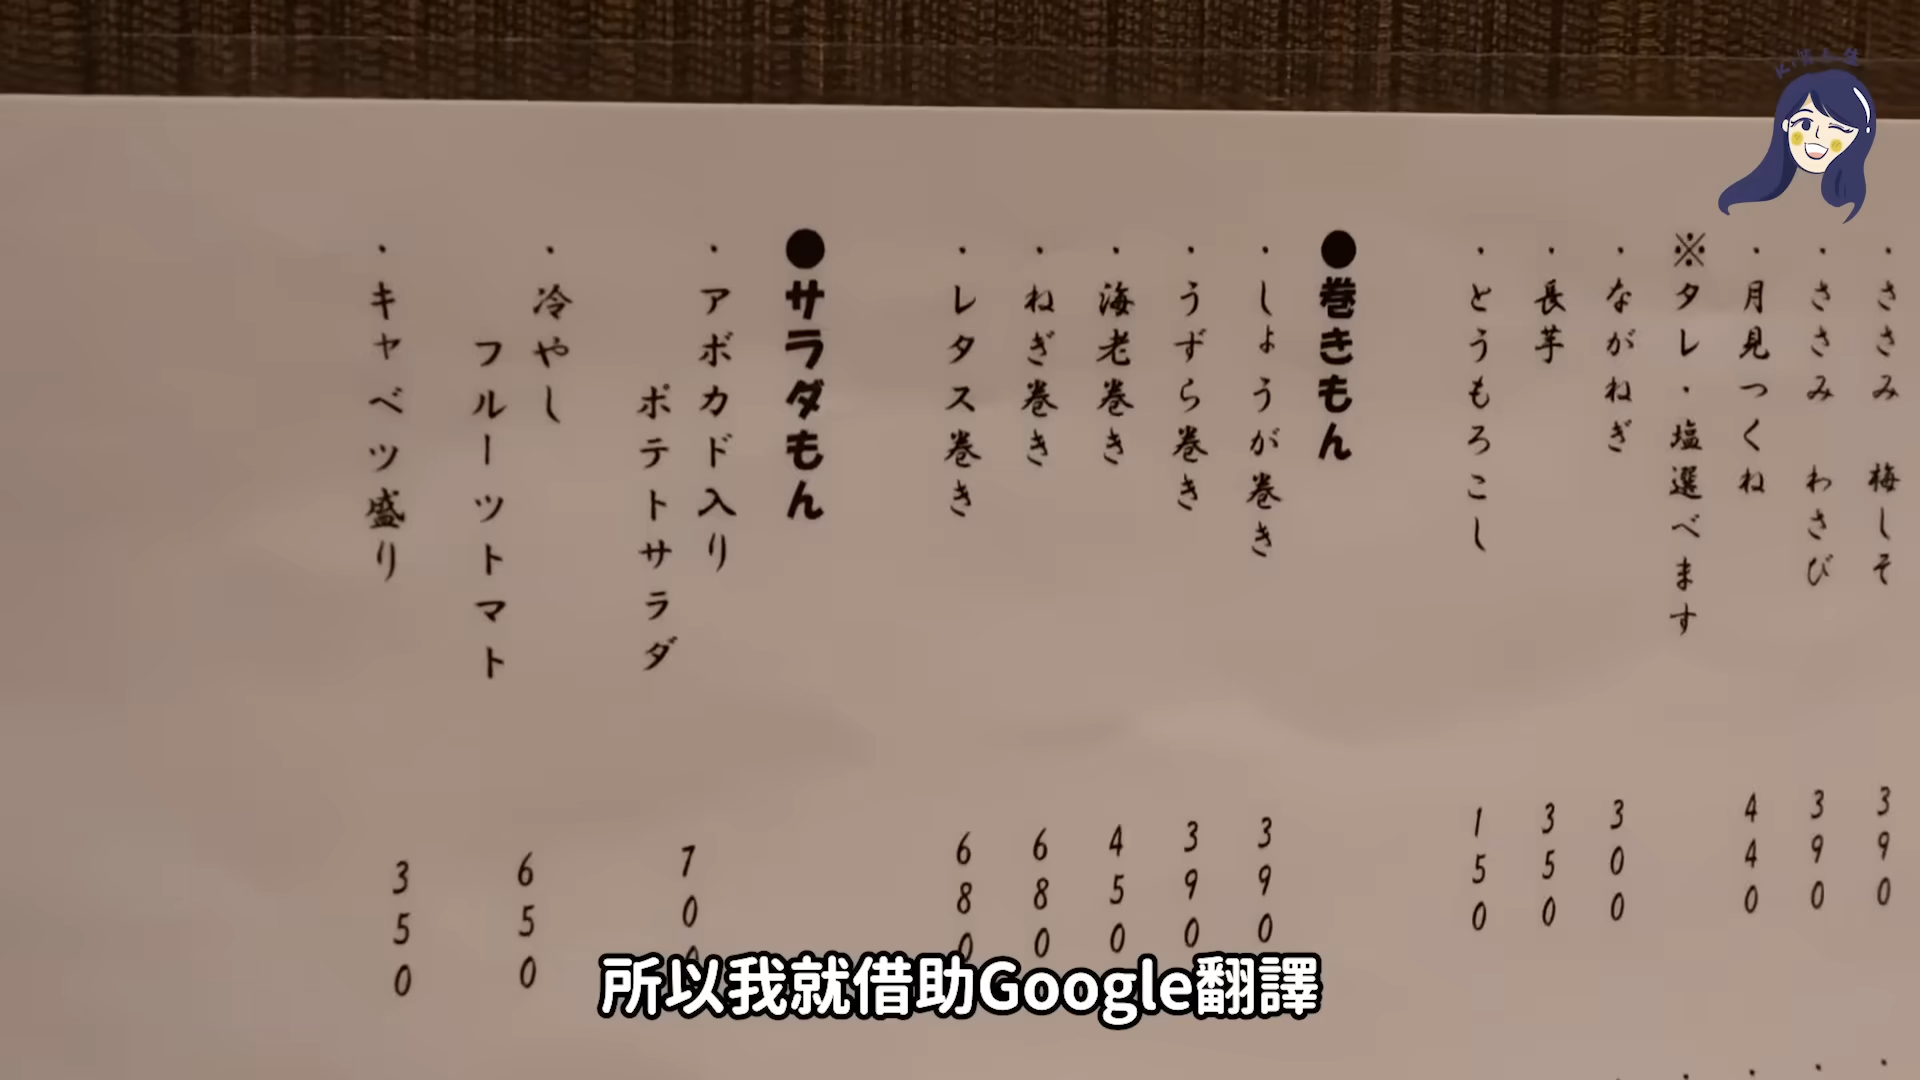 ・ささみ 梅しそ 390
・ささみ わさび 390
・月見つくね 440
※タレ・塩選べます
・ながねぎ 300
・長芋 350
・とうもろこし 150
●巻きもん
・しょうが巻き 390
・うずら巻き 390
・海老巻き 450
・ねぎ巻き 680
・レタス巻き 680
●サラダもん
・アボカド入り
ポテトサラダ 700
・冷やし
フルーツトマト 650
・キャベツ盛り 350
所以我就借助Google翻譯